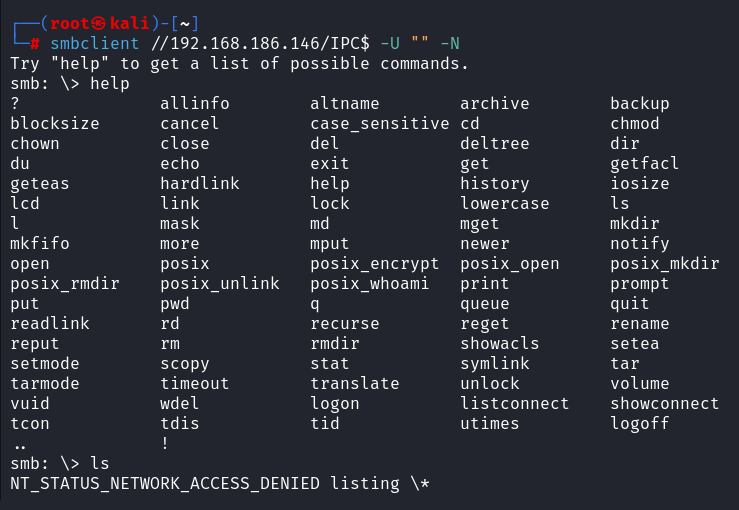 ┌──(root㉿kali)-[~]
└─# smbclient //192.168.186.146/IPC$ -U "" -N
Try "help" to get a list of possible commands.
smb: \> help
?              allinfo        altname        archive        backup
blocksize      cancel         case_sensitive cd             chmod
chown          close          del            deltree        dir
du             echo           exit           get            getfacl
geteas         hardlink       help           history        iosize
lcd            link           lock           lowercase      ls
l              mask           md             mget           mkdir
mkfifo         more           mput           newer          notify
open           posix          posix_encrypt  posix_open     posix_mkdir
posix_rmdir    posix_unlink   posix_whoami   print          prompt
put            pwd            q              queue          quit
readlink       rd             recurse        reget          rename
reput          rm             rmdir          showacls       setea
setmode        scopy          stat           symlink        tar
tarmode        timeout        translate      unlock         volume
vuid           wdel           logon          listconnect    showconnect
tcon           tdis           tid            utimes         logoff
..             !
smb: \> ls
NT_STATUS_NETWORK_ACCESS_DENIED listing \*